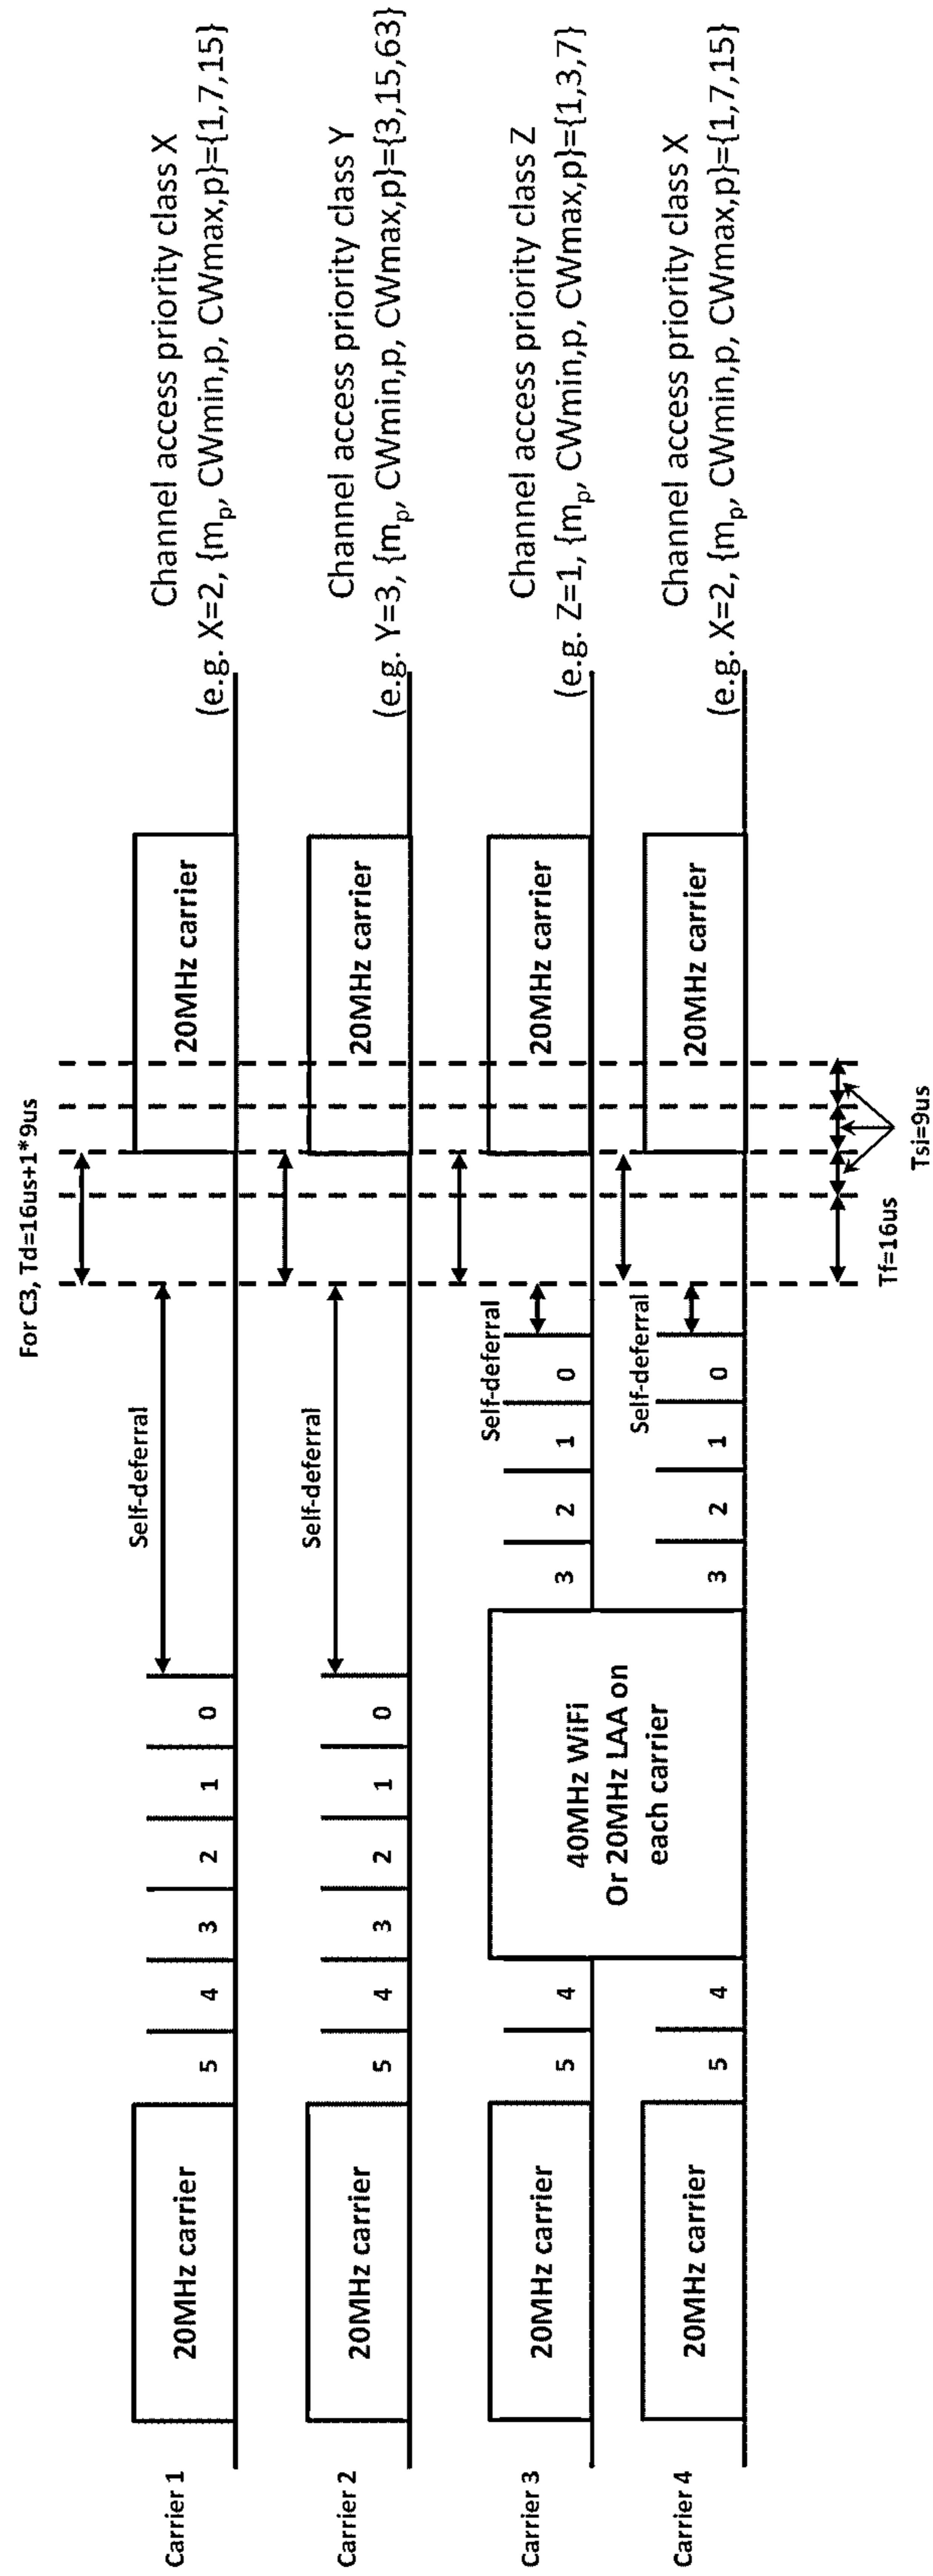 For C3, Td=16us+1*9us
Carrier 1
20MHz carrier
5
4
3
2
1
0
Self-deferral
20MHz carrier
Channel access priority class X
(e.g. X=2, {mp, CWmin,p, CWmax,p}={1,7,15}
Carrier 2
20MHz carrier
5
4
3
2
1
0
Self-deferral
20MHz carrier
Channel access priority class Y
(e.g. Y=3, {mp, CWmin,p, CWmax,p}={3,15,63}
Carrier 3
20MHz carrier
5
4
40MHz WiFi
Or 20MHz LAA on
each carrier
3
2
1
0
Self-deferral
20MHz carrier
Channel access priority class Z
(e.g. Z=1, {mp, CWmin,p, CWmax,p}={1,3,7}
Carrier 4
20MHz carrier
5
4
3
2
1
0
Self-deferral
20MHz carrier
Channel access priority class X
(e.g. X=2, {mp, CWmin,p, CWmax,p}={1,7,15}
Tf=16us
Tsi=9us